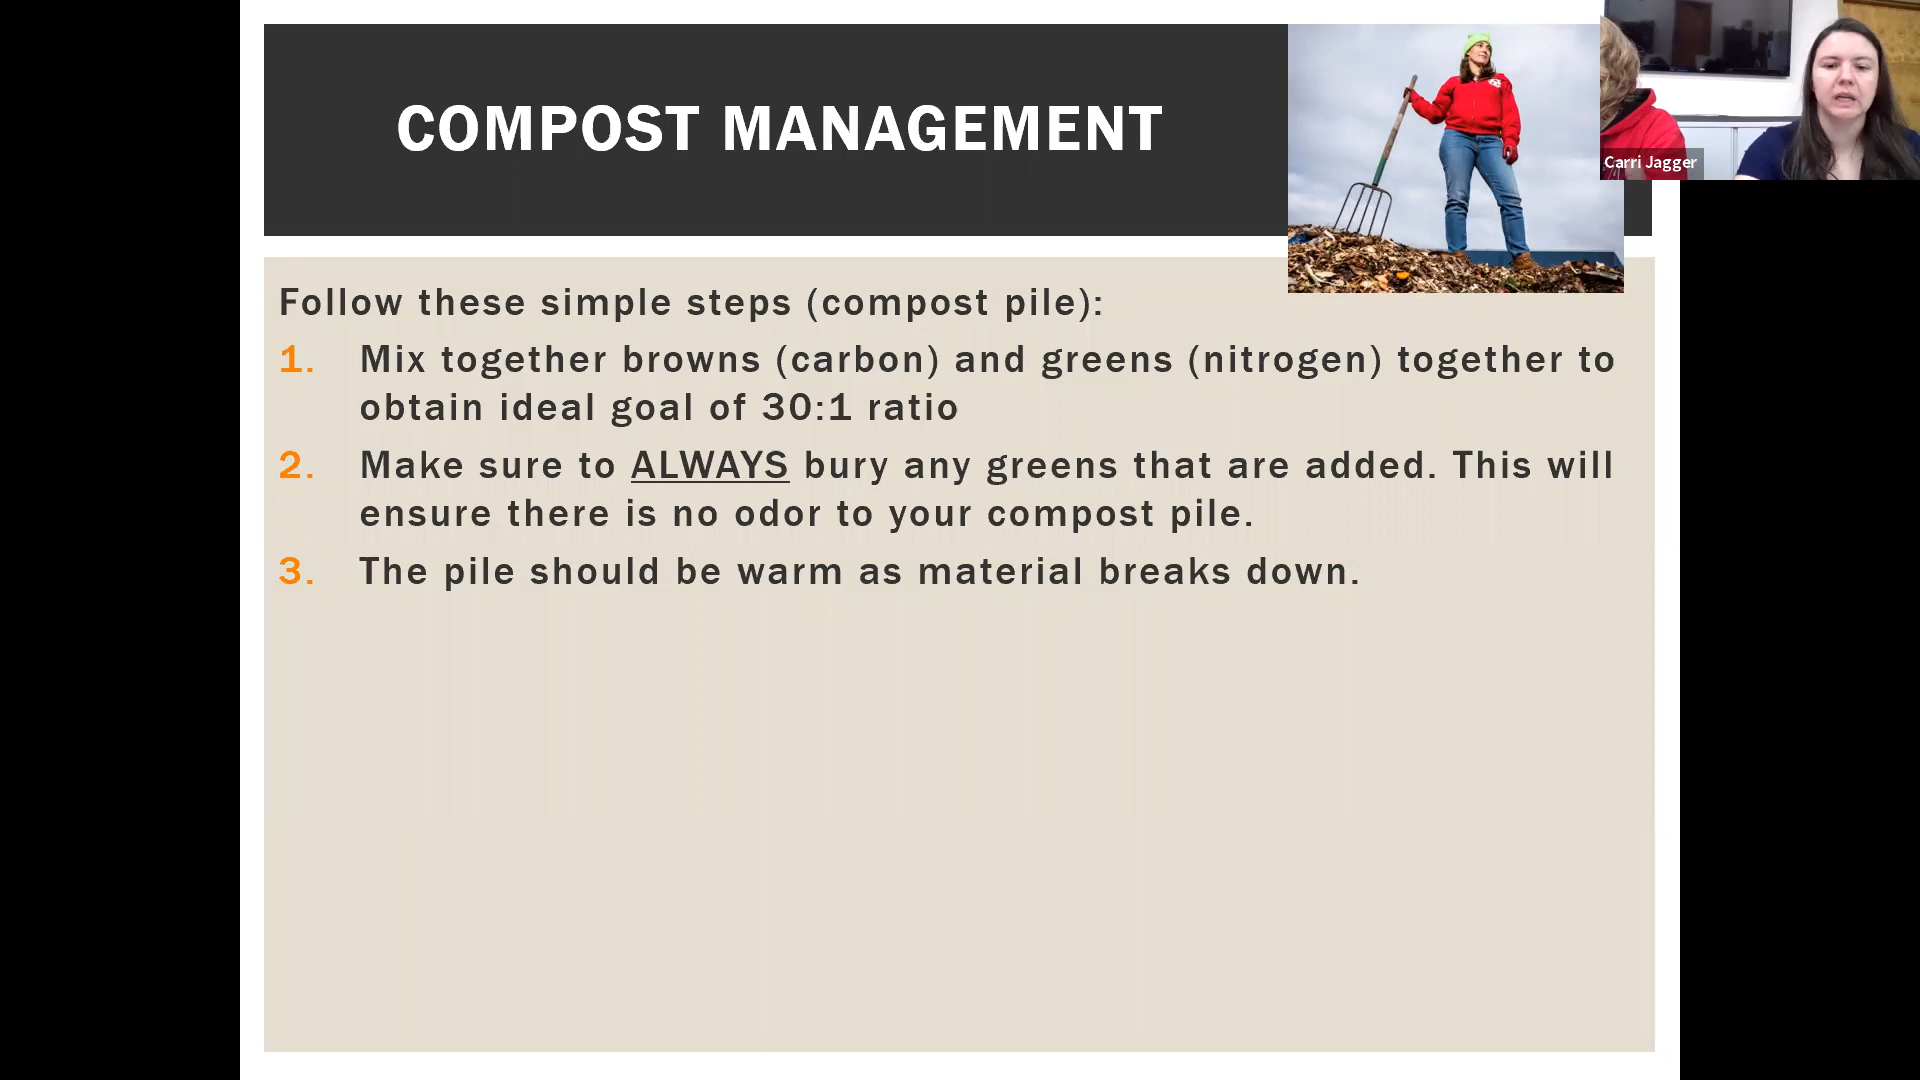 COMPOST MANAGEMENT
Carri Jagger
Follow these simple steps (compost pile):
1. Mix together browns (carbon) and greens (nitrogen) together to
obtain ideal goal of 30:1 ratio
2. Make sure to ALWAYS bury any greens that are added. This will
ensure there is no odor to your compost pile.
3. The pile should be warm as material breaks down.